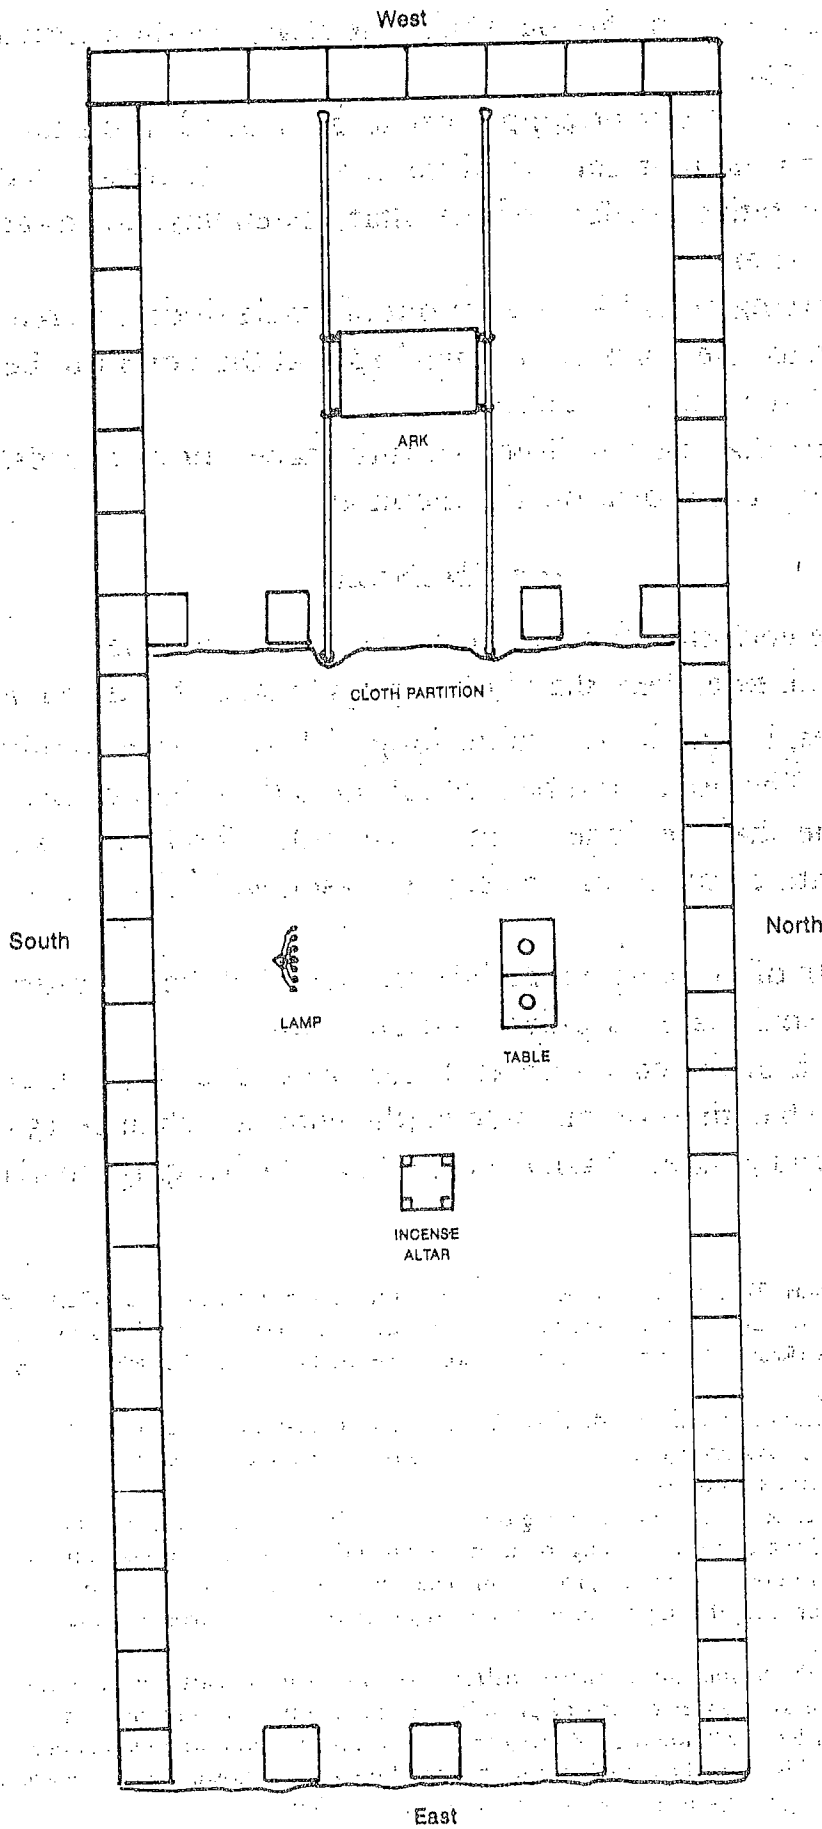 West
ARK
CLOTH PARTITION
South
North
LAMP
TABLE
INCENSE
ALTAR
East